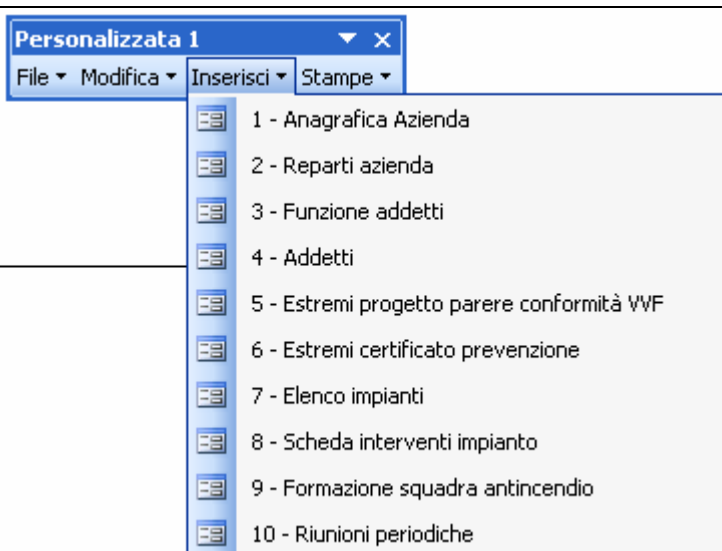 Personalizzata 1
File Modifica Inserisci Stampe
1 - Anagrafica Azienda
2 - Reparti azienda
3 - Funzione addetti
4 - Addetti
5 - Estremi progetto parere conformità VVF
6 - Estremi certificato prevenzione
7 - Elenco impianti
8 - Scheda interventi impianto
9 - Formazione squadra antincendio
10 - Riunioni periodiche